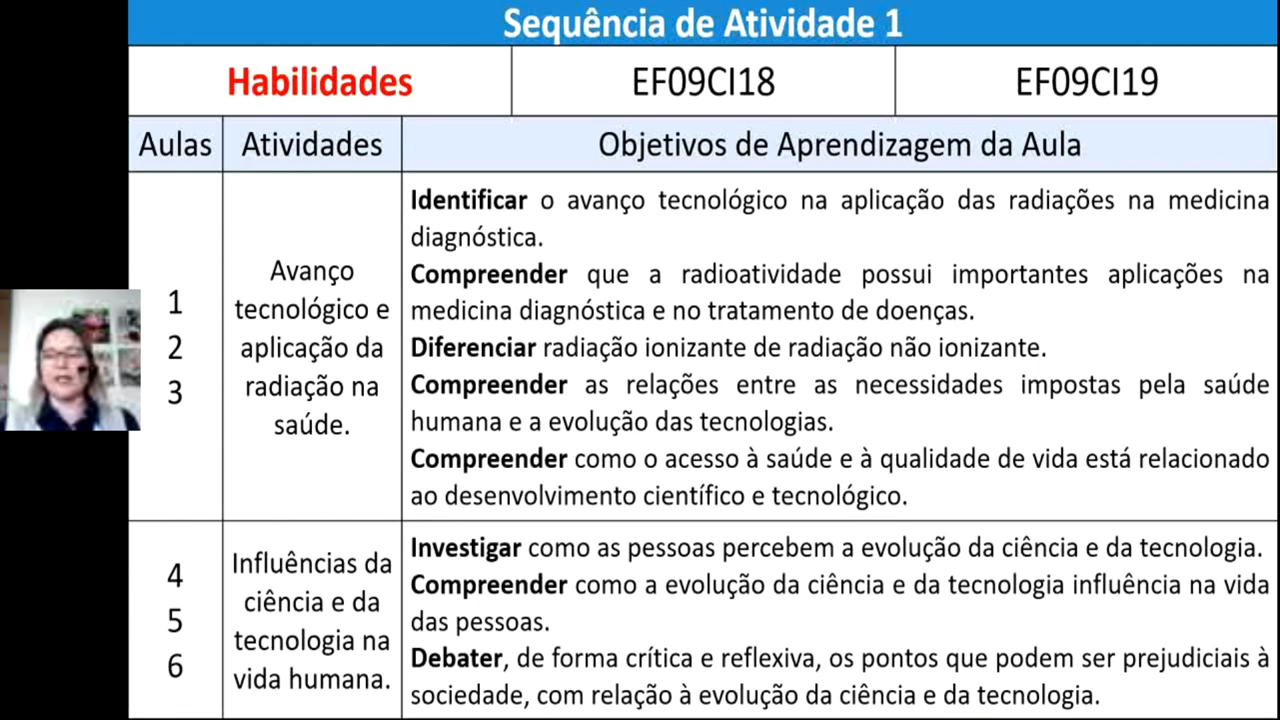 Sequência de Atividade 1
Habilidades
EF09CI18
EF09CI19
Aulas
Atividades
Objetivos de Aprendizagem da Aula
1
2
3
Avanço
tecnológico e
aplicação da
radiação na
saúde.
Identificar o avanço tecnológico na aplicação das radiações na medicina
diagnóstica.
Compreender que a radioatividade possui importantes aplicações na
medicina diagnóstica e no tratamento de doenças.
Diferenciar radiação ionizante de radiação não ionizante.
Compreender as relações entre as necessidades impostas pela saúde
humana e a evolução das tecnologias.
Compreender como o acesso à saúde e à qualidade de vida está relacionado
ao desenvolvimento científico e tecnológico.
4
5
6
Influências da
ciência e da
tecnologia na
vida humana.
Investigar como as pessoas percebem a evolução da ciência e da tecnologia.
Compreender como a evolução da ciência e da tecnologia influência na vida
das pessoas.
Debater, de forma crítica e reflexiva, os pontos que podem ser prejudiciais à
sociedade, com relação à evolução da ciência e da tecnologia.